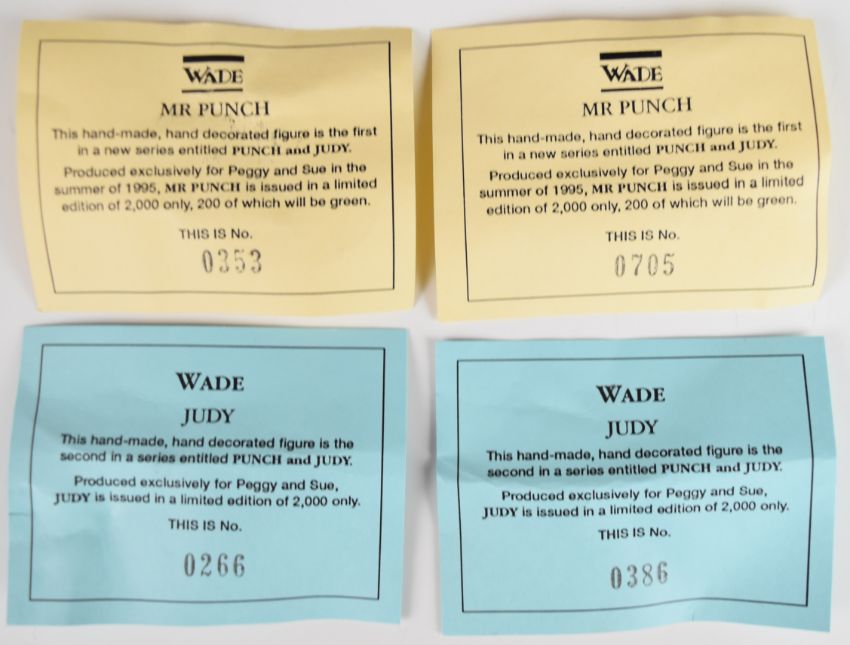 WADE
MR PUNCH
This hand-made, hand decorated figure is the first
in a new series entitled PUNCH and JUDY.
Produced exclusively for Peggy and Sue in the
summer of 1995, MR PUNCH is issued in a limited
edition of 2,000 only, 200 of which will be green.
THIS IS No.
0353
WADE
MR PUNCH
This hand-made, hand decorated figure is the first
in a new series entitled PUNCH and JUDY.
Produced exclusively for Peggy and Sue in the
summer of 1995, MR PUNCH is issued in a limited
edition of 2,000 only, 200 of which will be green.
THIS IS No.
0705
WADE
JUDY
This hand-made, hand decorated figure is the
second in a series entitled PUNCH and JUDY.
Produced exclusively for Peggy and Sue,
JUDY is issued in a limited edition of 2,000 only.
THIS IS No.
0266
WADE
JUDY
This hand-made, hand decorated figure is the
second in a series entitled PUNCH and JUDY.
Produced exclusively for Peggy and Sue,
JUDY is issued in a limited edition of 2,000 only.
THIS IS No.
0386